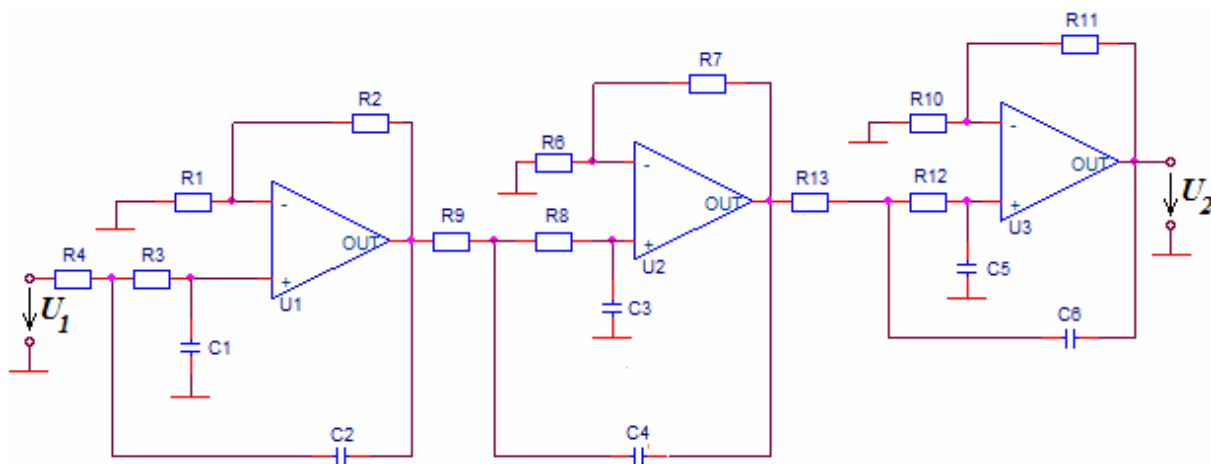 R11
R7
R2
R10
-
OUT
U3
+
R6
-
OUT
U2
+
R13
R12
U2
R1
-
OUT
U1
+
R9
R8
C5
R4
R3
C3
C6
U1
C1
C2
C4